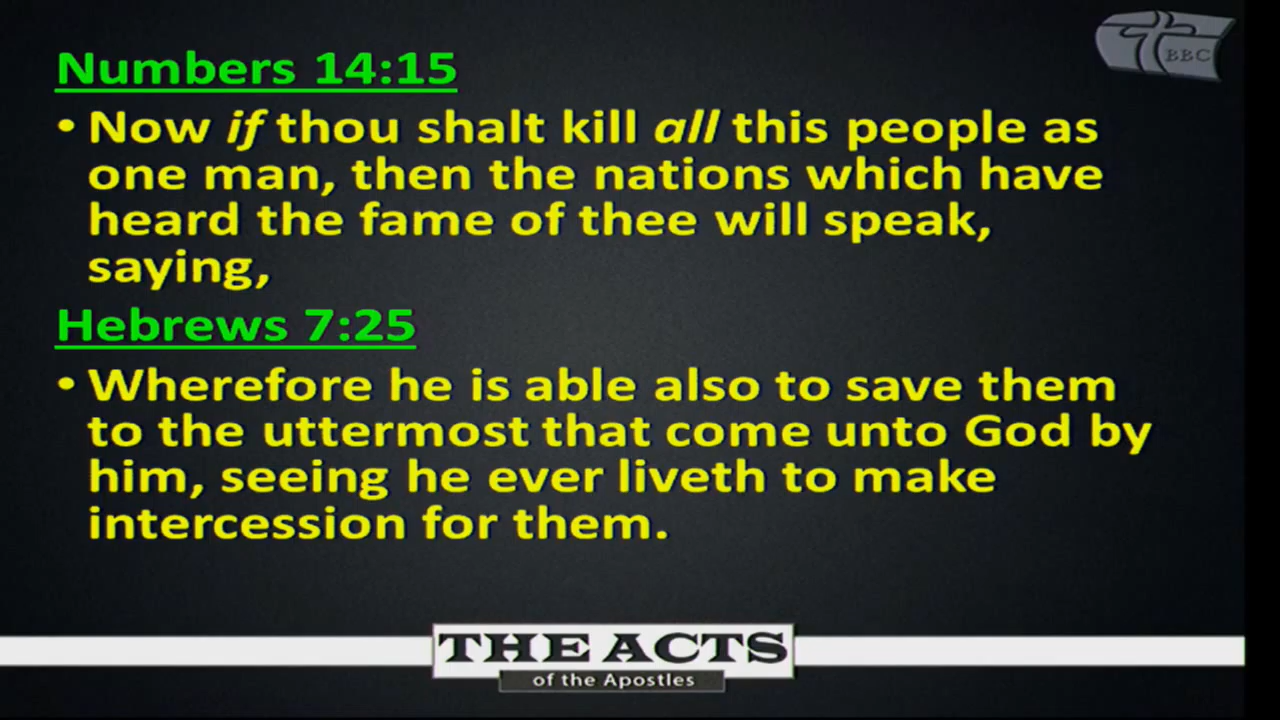 BBC
Numbers 14:15
• Now if thou shalt kill all this people as
one man, then the nations which have
heard the fame of thee will speak,
saying,
Hebrews 7:25
• Wherefore he is able also to save them
to the uttermost that come unto God by
him, seeing he ever liveth to make
intercession for them.
THE ACTS
of the Apostles